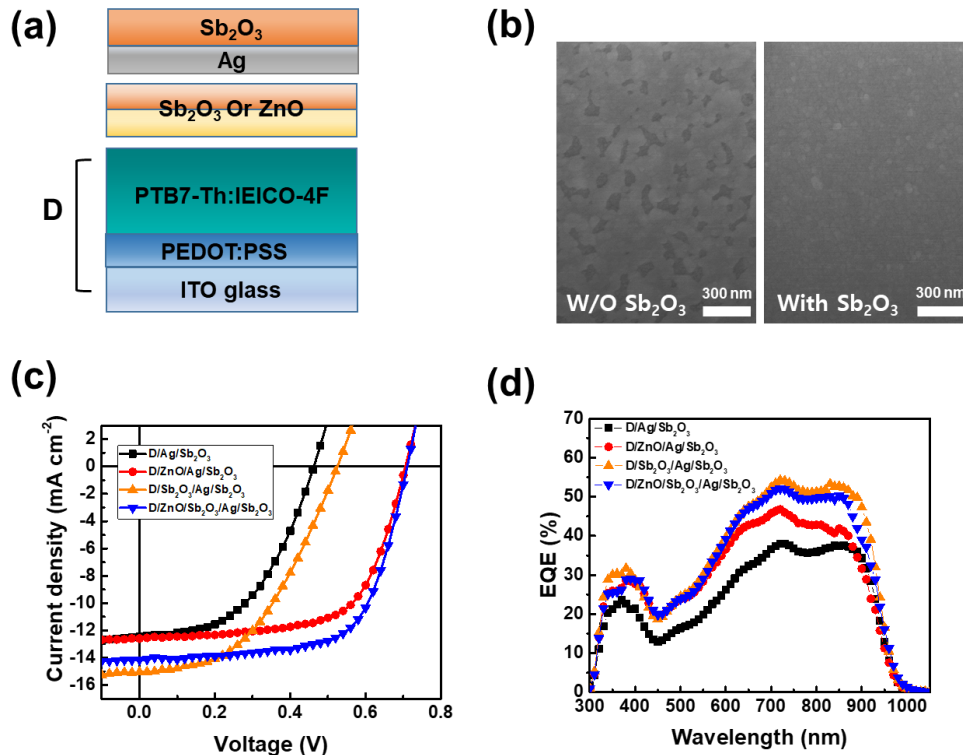 (a)
Sb₂O₃
Ag
Sb₂O₃ Or ZnO
D
PTB7-Th:IEICO-4F
PEDOT:PSS
ITO glass
(b)
W/O Sb₂O₃
300 nm
With Sb₂O₃
300 nm
(c)
Current density (mA cm⁻²)
2
0
-2
-4
-6
-8
-10
-12
-14
-16
D/Ag/Sb₂O₃
D/ZnO/Ag/Sb₂O₃
D/Sb₂O₃/Ag/Sb₂O₃
D/ZnO/Sb₂O₃/Ag/Sb₂O₃
0.0 0.2 0.4 0.6 0.8
Voltage (V)
(d)
EQE (%)
70
60
50
40
30
20
10
0
D/Ag/Sb₂O₃
D/ZnO/Ag/Sb₂O₃
D/Sb₂O₃/Ag/Sb₂O₃
D/ZnO/Sb₂O₃/Ag/Sb₂O₃
300 400 500 600 700 800 900 1000
Wavelength (nm)